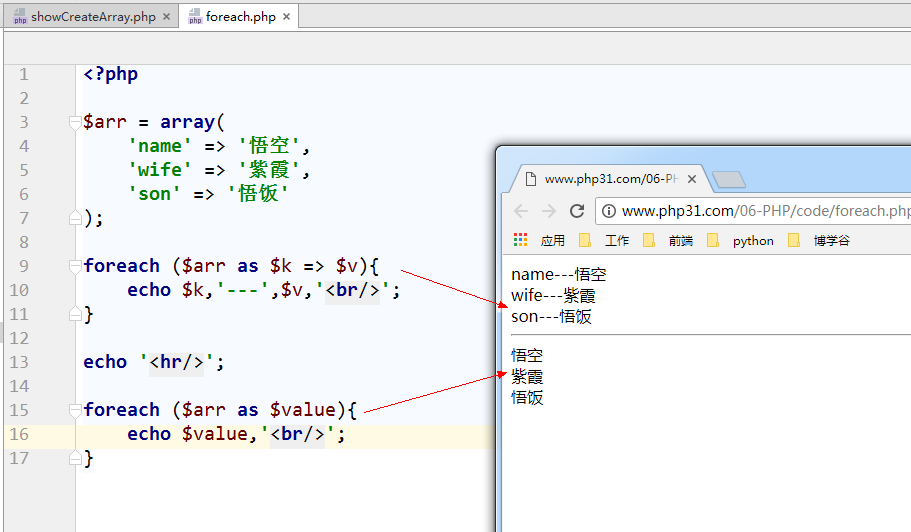 showCreateArray.php
foreach.php
1 <?php
2
3 $arr = array(
4     'name' => '悟空',
5     'wife' => '紫霞',
6     'son' => '悟饭'
7 );
8
9 foreach ($arr as $k => $v){
10     echo $k,'---',$v,'<br/>';
11 }
12
13 echo '<hr/>';
14
15 foreach ($arr as $value){
16     echo $value,'<br/>';
17 }
www.php31.com/06-PH
www.php31.com/06-PHP/code/foreach.php
应用 工作 前端 python 博学谷
name---悟空
wife---紫霞
son---悟饭
悟空
紫霞
悟饭